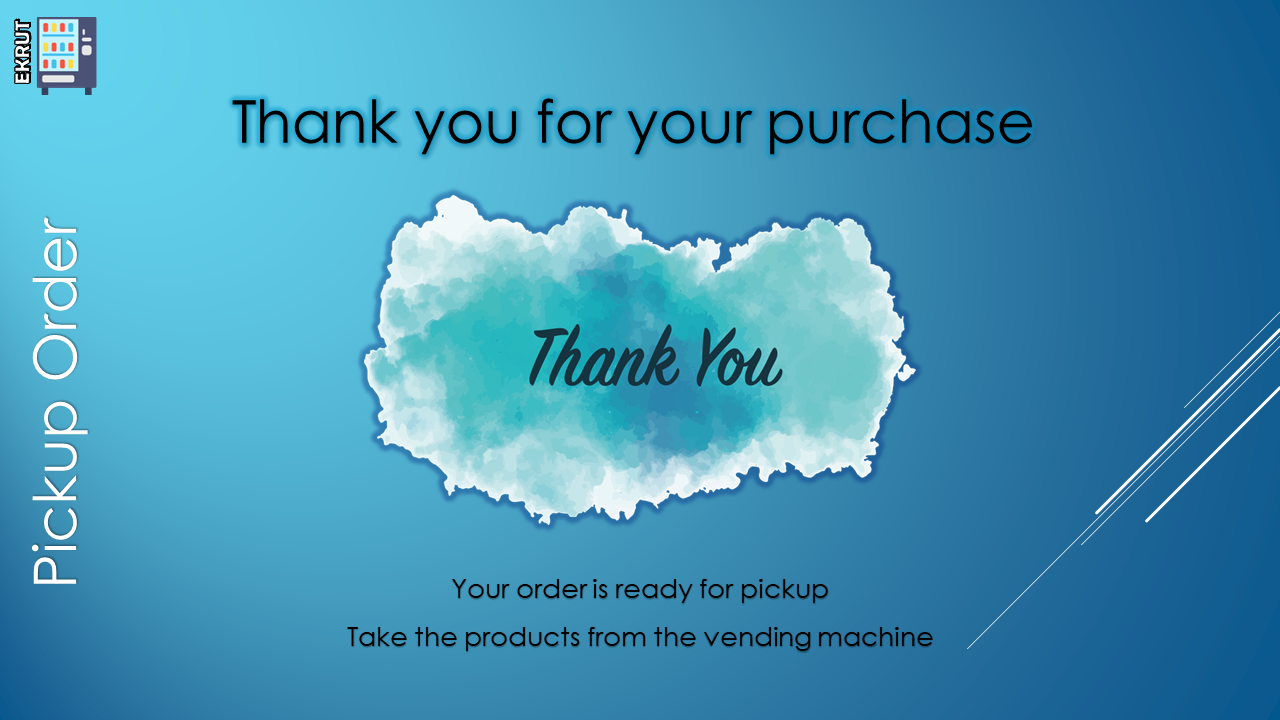 EKRUT
Thank you for your purchase
Pickup Order
Thank You
Your order is ready for pickup
Take the products from the vending machine